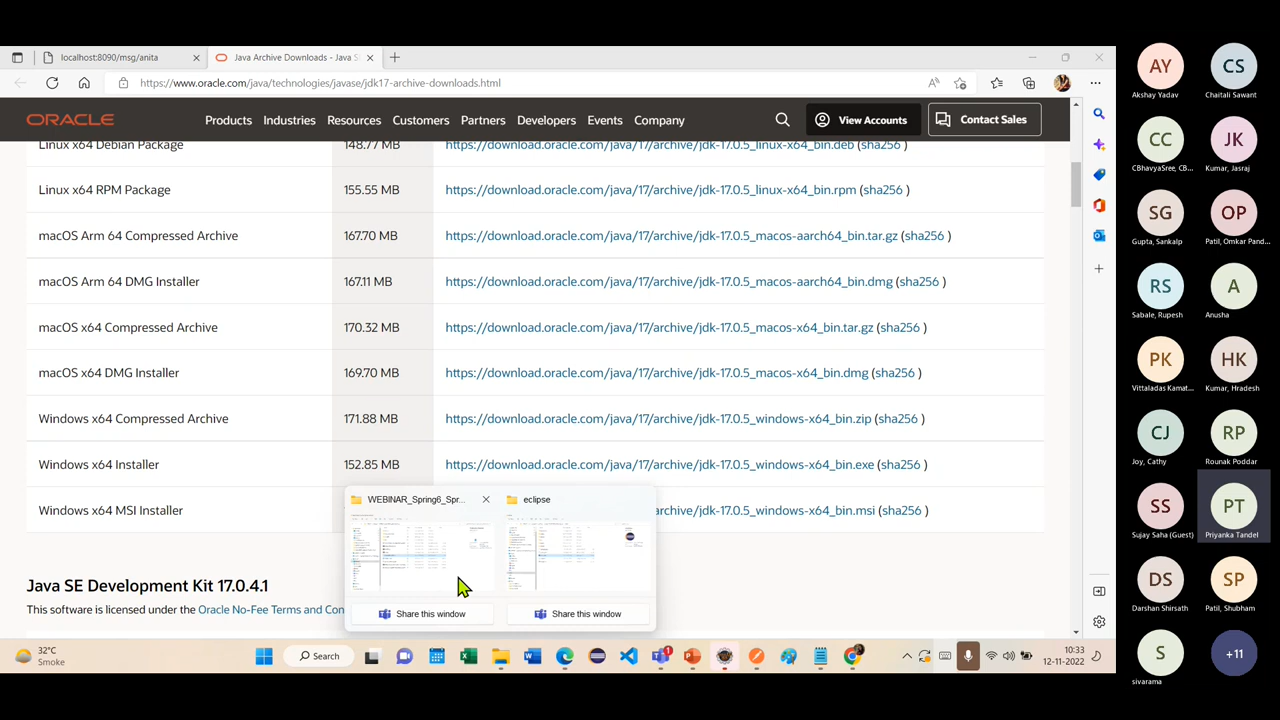 localhost:8090/msg/anita
Java Archive Downloads - Java S
https://www.oracle.com/java/technologies/javase/jdk17-archive-downloads.html
ORACLE
Products
Industries
Resources
Customers
Partners
Developers
Events
Company
View Accounts
Contact Sales
Linux x64 Debian Package 148.77 MB https://download.oracle.com/java/17/archive/jdk-17.0.5_linux-x64_bin.deb (sha256 )
Linux x64 RPM Package 155.55 MB https://download.oracle.com/java/17/archive/jdk-17.0.5_linux-x64_bin.rpm (sha256 )
macOS Arm 64 Compressed Archive 167.70 MB https://download.oracle.com/java/17/archive/jdk-17.0.5_macos-aarch64_bin.tar.gz (sha256 )
macOS Arm 64 DMG Installer 167.11 MB https://download.oracle.com/java/17/archive/jdk-17.0.5_macos-aarch64_bin.dmg (sha256 )
macOS x64 Compressed Archive 170.32 MB https://download.oracle.com/java/17/archive/jdk-17.0.5_macos-x64_bin.tar.gz (sha256 )
macOS x64 DMG Installer 169.70 MB https://download.oracle.com/java/17/archive/jdk-17.0.5_macos-x64_bin.dmg (sha256 )
Windows x64 Compressed Archive 171.88 MB https://download.oracle.com/java/17/archive/jdk-17.0.5_windows-x64_bin.zip (sha256 )
Windows x64 Installer 152.85 MB https://download.oracle.com/java/17/archive/jdk-17.0.5_windows-x64_bin.exe (sha256 )
Windows x64 MSI Installer /archive/jdk-17.0.5_windows-x64_bin.msi (sha256 )
WEBINAR_Spring6_Spr...
eclipse
Share this window
Share this window
Java SE Development Kit 17.0.4.1
This software is licensed under the Oracle No-Fee Terms and Con
32°C
Smoke
Search
1
10:33
12-11-2022
AY
Akshay Yadav
CS
Chaitali Sawant
CC
CBhavyaSree, CB...
JK
Kumar, Jasraj
SG
Gupta, Sankalp
OP
Patil, Omkar Pand...
RS
Sabale, Rupesh
A
Anusha
PK
Vittaladas Kamat...
HK
Kumar, Hradesh
CJ
Joy, Cathy
RP
Rounak Poddar
SS
Sujay Saha (Guest)
PT
Priyanka Tandel
DS
Darshan Shirsath
SP
Patil, Shubham
S
sivarama
+11